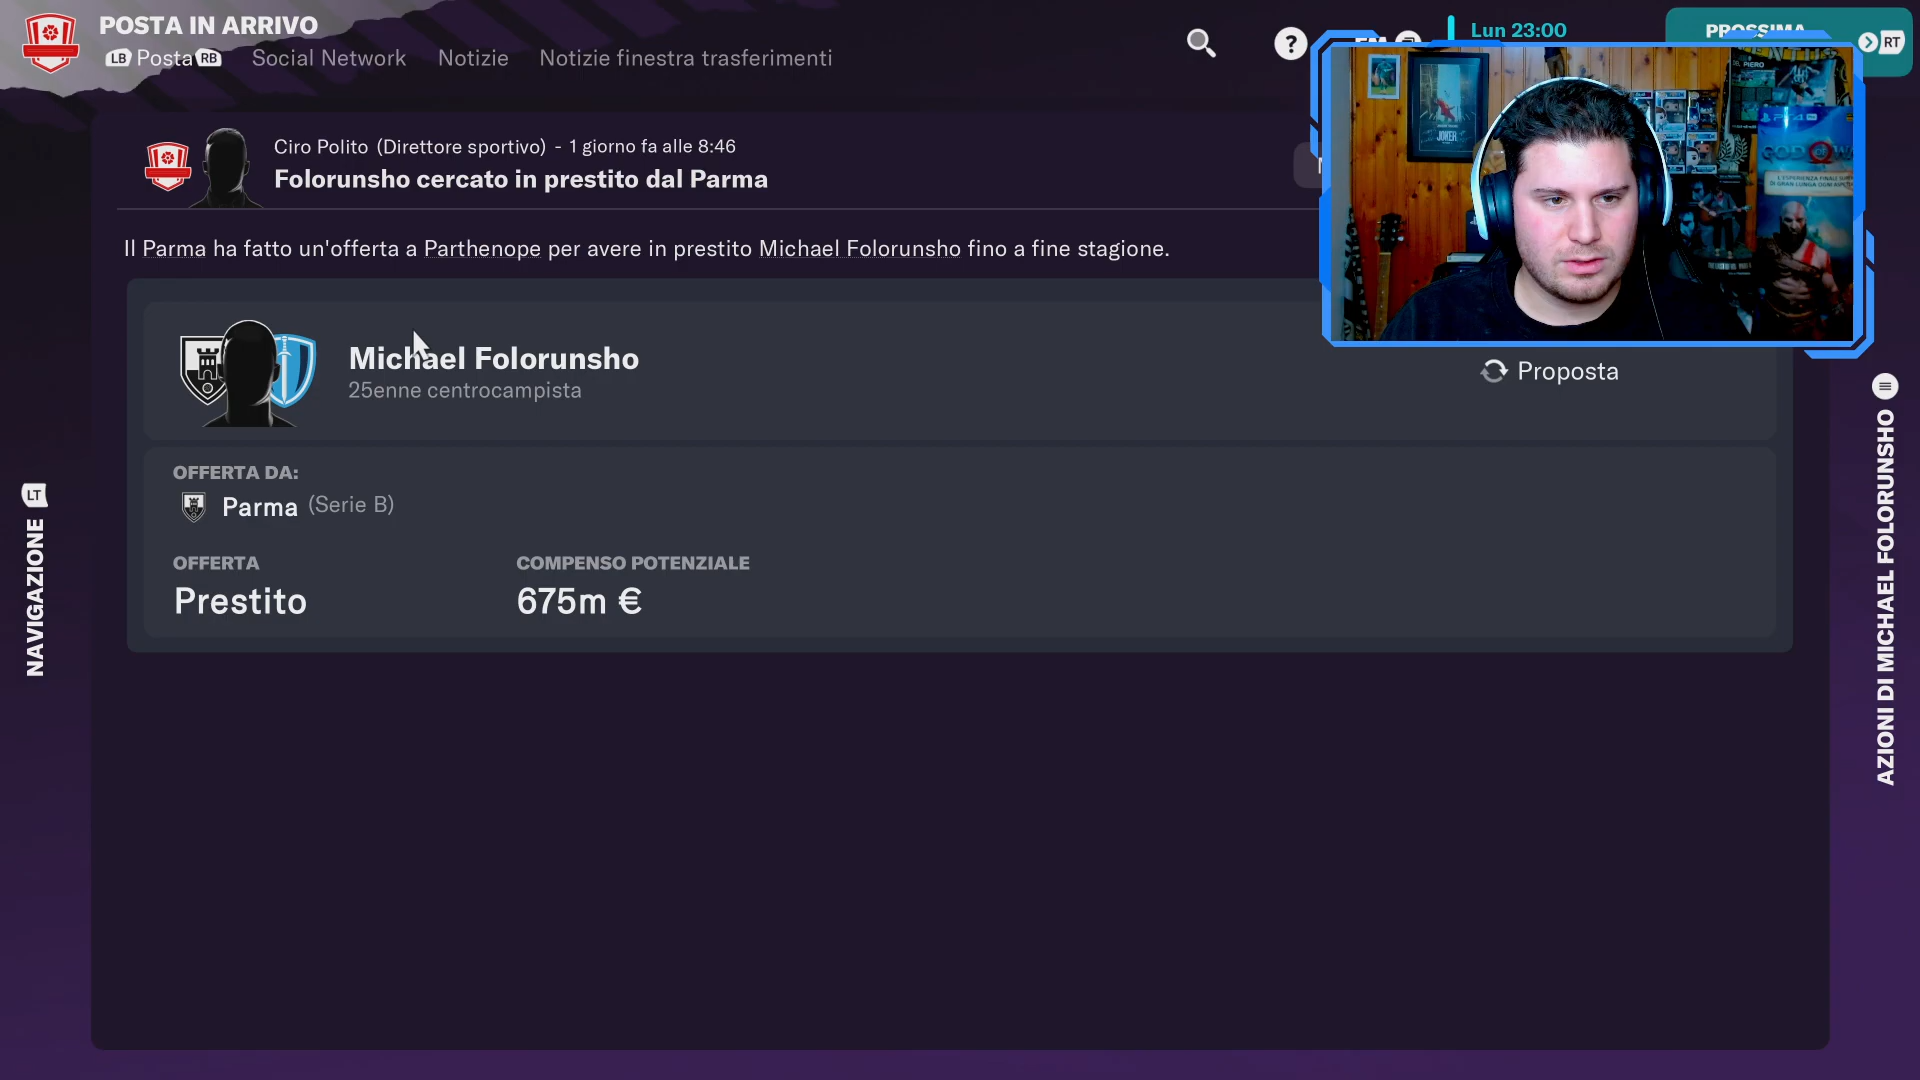 POSTA IN ARRIVO
LB Posta RB Social Network Notizie Notizie finestra trasferimenti
?
Lun 23:00
RT
Ciro Polito (Direttore sportivo) - 1 giorno fa alle 8:46
Folorunsho cercato in prestito dal Parma
Il Parma ha fatto un'offerta a Parthenope per avere in prestito Michael Folorunsho fino a fine stagione.
Michael Folorunsho
25enne centrocampista
Proposta
OFFERTA DA:
Parma (Serie B)
OFFERTA
COMPENSO POTENZIALE
Prestito
675m €
LT
NAVIGAZIONE
AZIONI DI MICHAEL FOLORUNSHO
JOKER